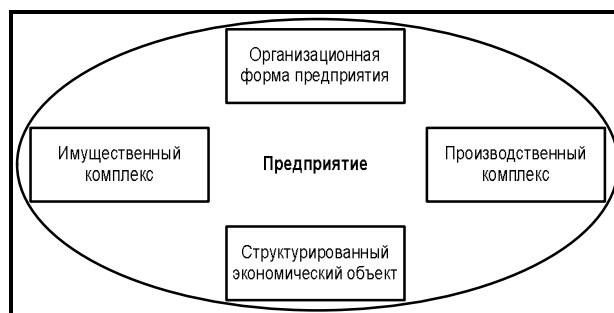 Организационная
форма предприятия
Имущественный
комплекс
Предприятие
Производственный
комплекс
Структурированный
экономический объект